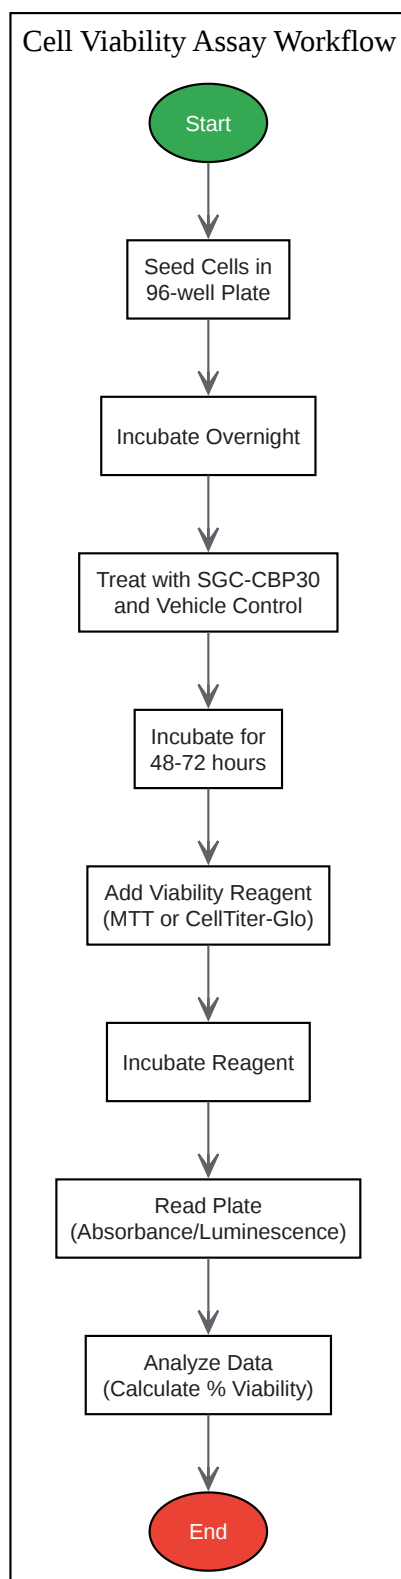 Cell Viability Assay Workflow
Start
Seed Cells in
96-well Plate
Incubate Overnight
Treat with SGC-CBP30
and Vehicle Control
Incubate for
48-72 hours
Add Viability Reagent
(MTT or CellTiter-Glo)
Incubate Reagent
Read Plate
(Absorbance/Luminescence)
Analyze Data
(Calculate % Viability)
End